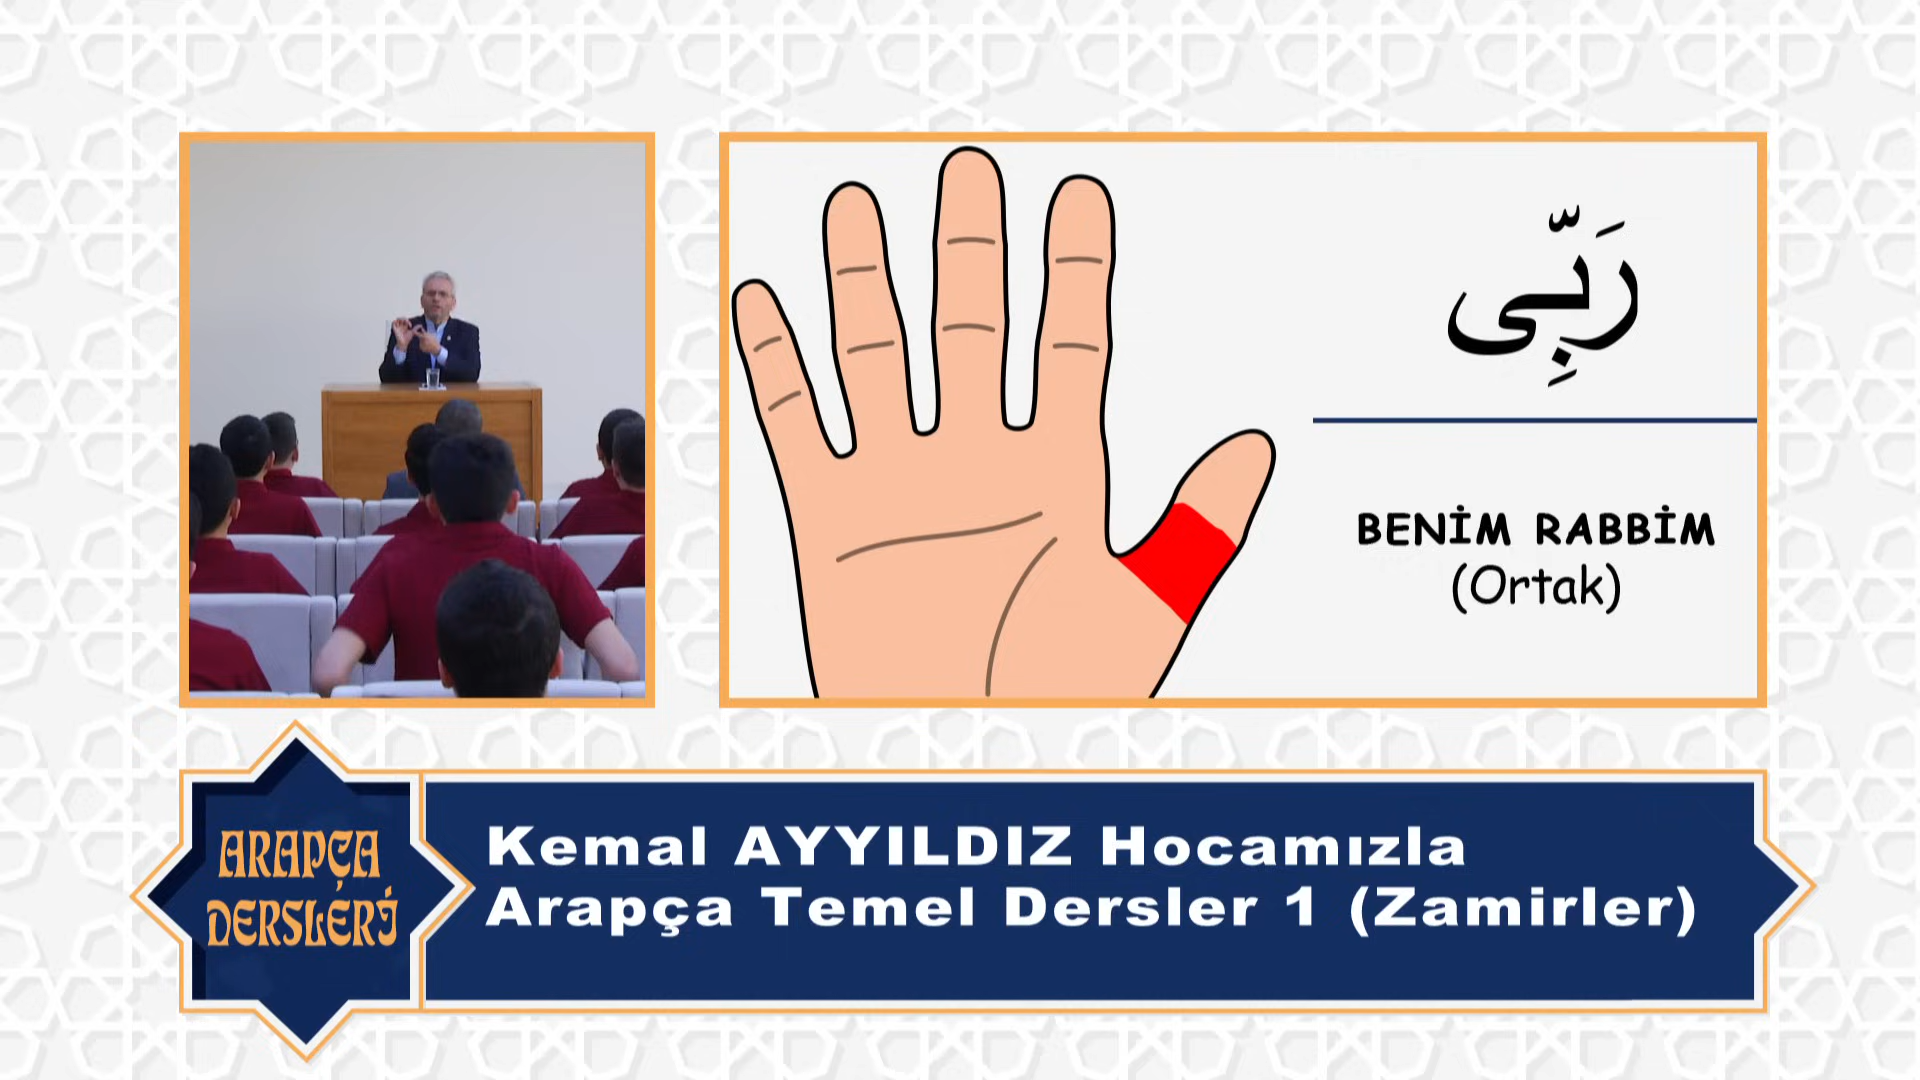 رَبِّى
BENİM RABBİM
(Ortak)
ARAPÇA
DERSLERİ
Kemal AYYILDIZ Hocamızla
Arapça Temel Dersler 1 (Zamirler)